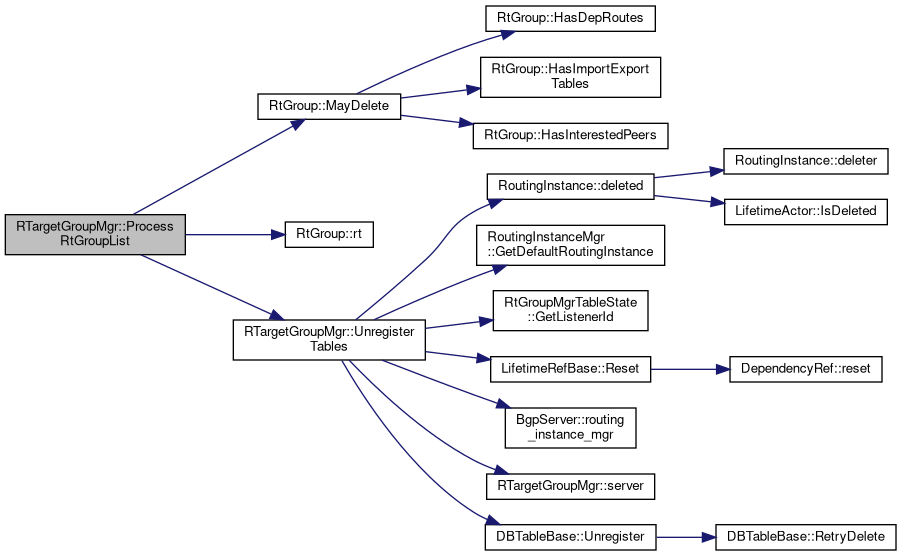 RtGroup::HasDepRoutes
RtGroup::HasImportExport
Tables
RtGroup::MayDelete
RtGroup::HasInterestedPeers
RoutingInstance::deleter
RoutingInstance::deleted
LifetimeActor::IsDeleted
RTargetGroupMgr::Process
RtGroupList
RtGroup::rt
RoutingInstanceMgr
::GetDefaultRoutingInstance
RtGroupMgrTableState
::GetListenerId
RTargetGroupMgr::Unregister
Tables
LifetimeRefBase::Reset
DependencyRef::reset
BgpServer::routing
_instance_mgr
RTargetGroupMgr::server
DBTableBase::Unregister
DBTableBase::RetryDelete